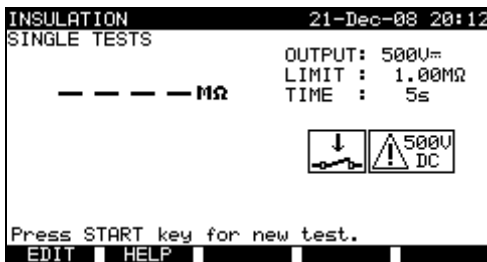 INSULATION 21-Dec-08 20:12
SINGLE TESTS
OUTPUT: 500V⎓
LIMIT : 1.00MΩ
– – – – MΩ TIME : 5s
500V
DC
Press START key for new test.
EDIT HELP